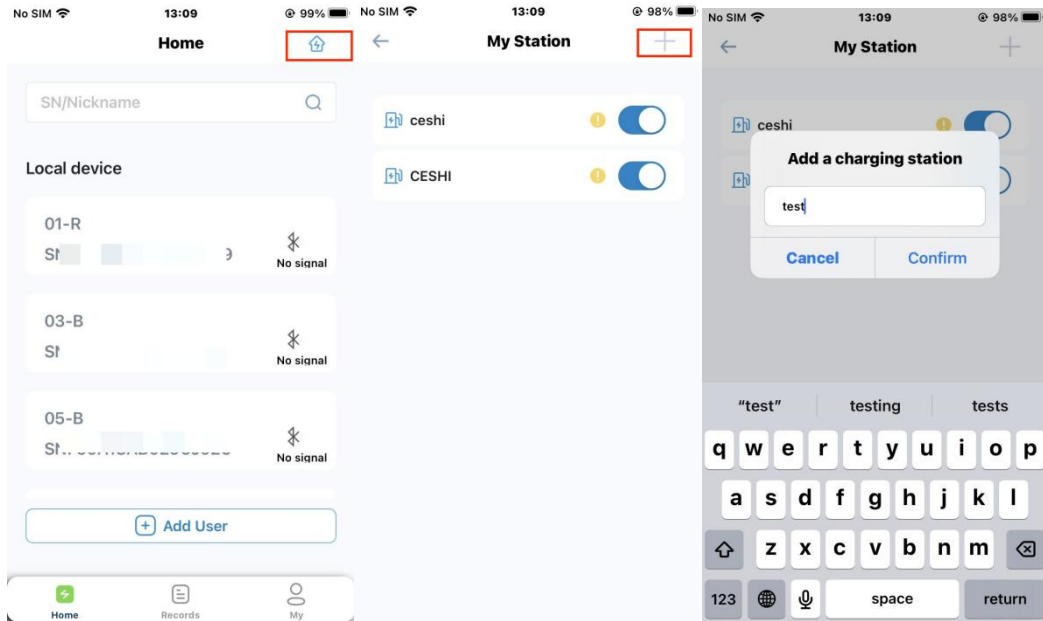 No SIM 13:09 99%
Home
SN/Nickname
Local device
01-R
9
No signal
03-B
No signal
05-B
No signal
+ Add User
Home Records My
No SIM 13:09 98%
My Station
ceshi
CESHI
No SIM 13:09 98%
My Station
ceshi
Add a charging station
test
Cancel Confirm
"test" testing tests
q w e r t y u i o p
a s d f g h j k l
z x c v b n m
123 space return